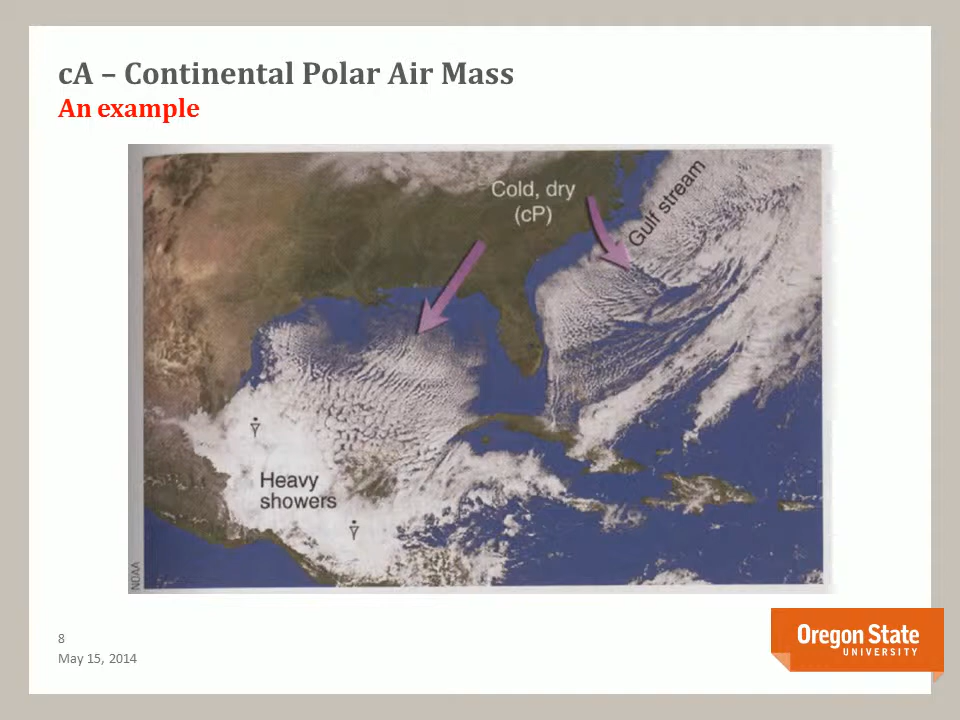 cA – Continental Polar Air Mass
An example
Cold, dry
(cP)
Gulf stream
Heavy
showers
NOAA
8
May 15, 2014
Oregon State
UNIVERSITY